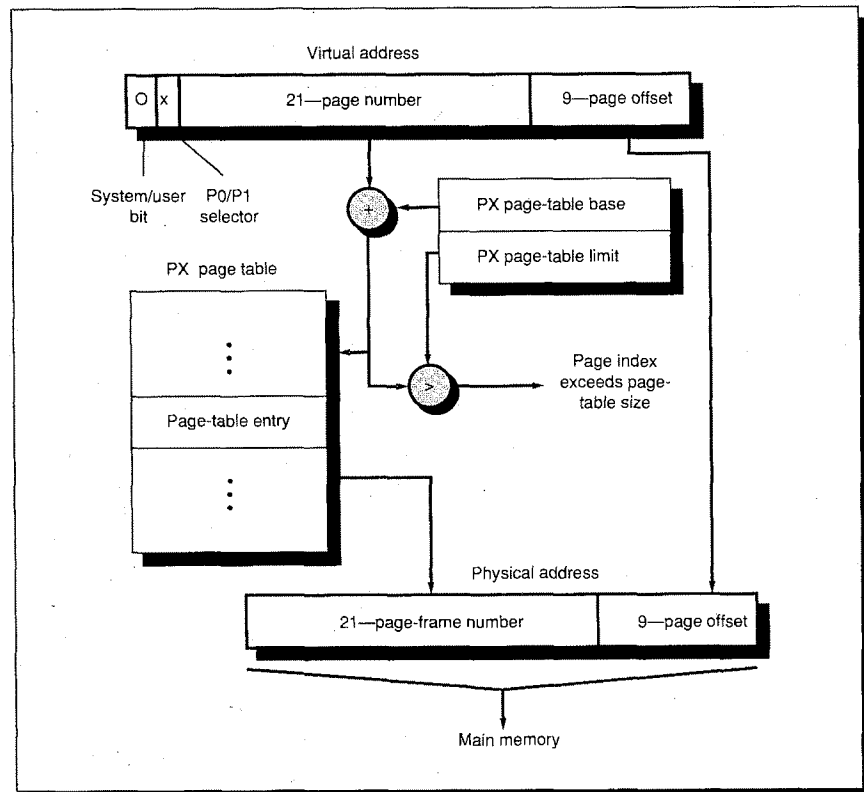 Virtual address
O x 21—page number 9—page offset
System/user
bit
P0/P1
selector
+
PX page-table base
PX page-table limit
PX page table
Page index
exceeds page-
table size
>
Page-table entry
Physical address
21—page-frame number 9—page offset
Main memory